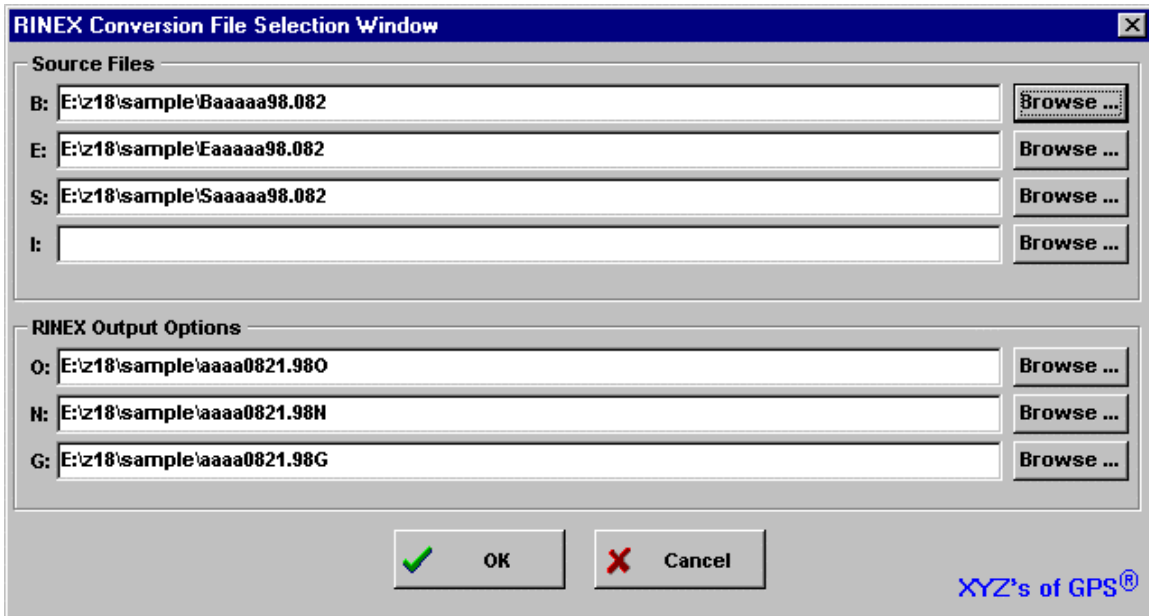 RINEX Conversion File Selection Window
Source Files
B: E:\z18\sample\Baaaaa98.082 Browse ...
E: E:\z18\sample\Eaaaaa98.082 Browse ...
S: E:\z18\sample\Saaaaa98.082 Browse ...
I: Browse ...
RINEX Output Options
O: E:\z18\sample\aaaa0821.98O Browse ...
N: E:\z18\sample\aaaa0821.98N Browse ...
G: E:\z18\sample\aaaa0821.98G Browse ...
OK Cancel
XYZ's of GPS®